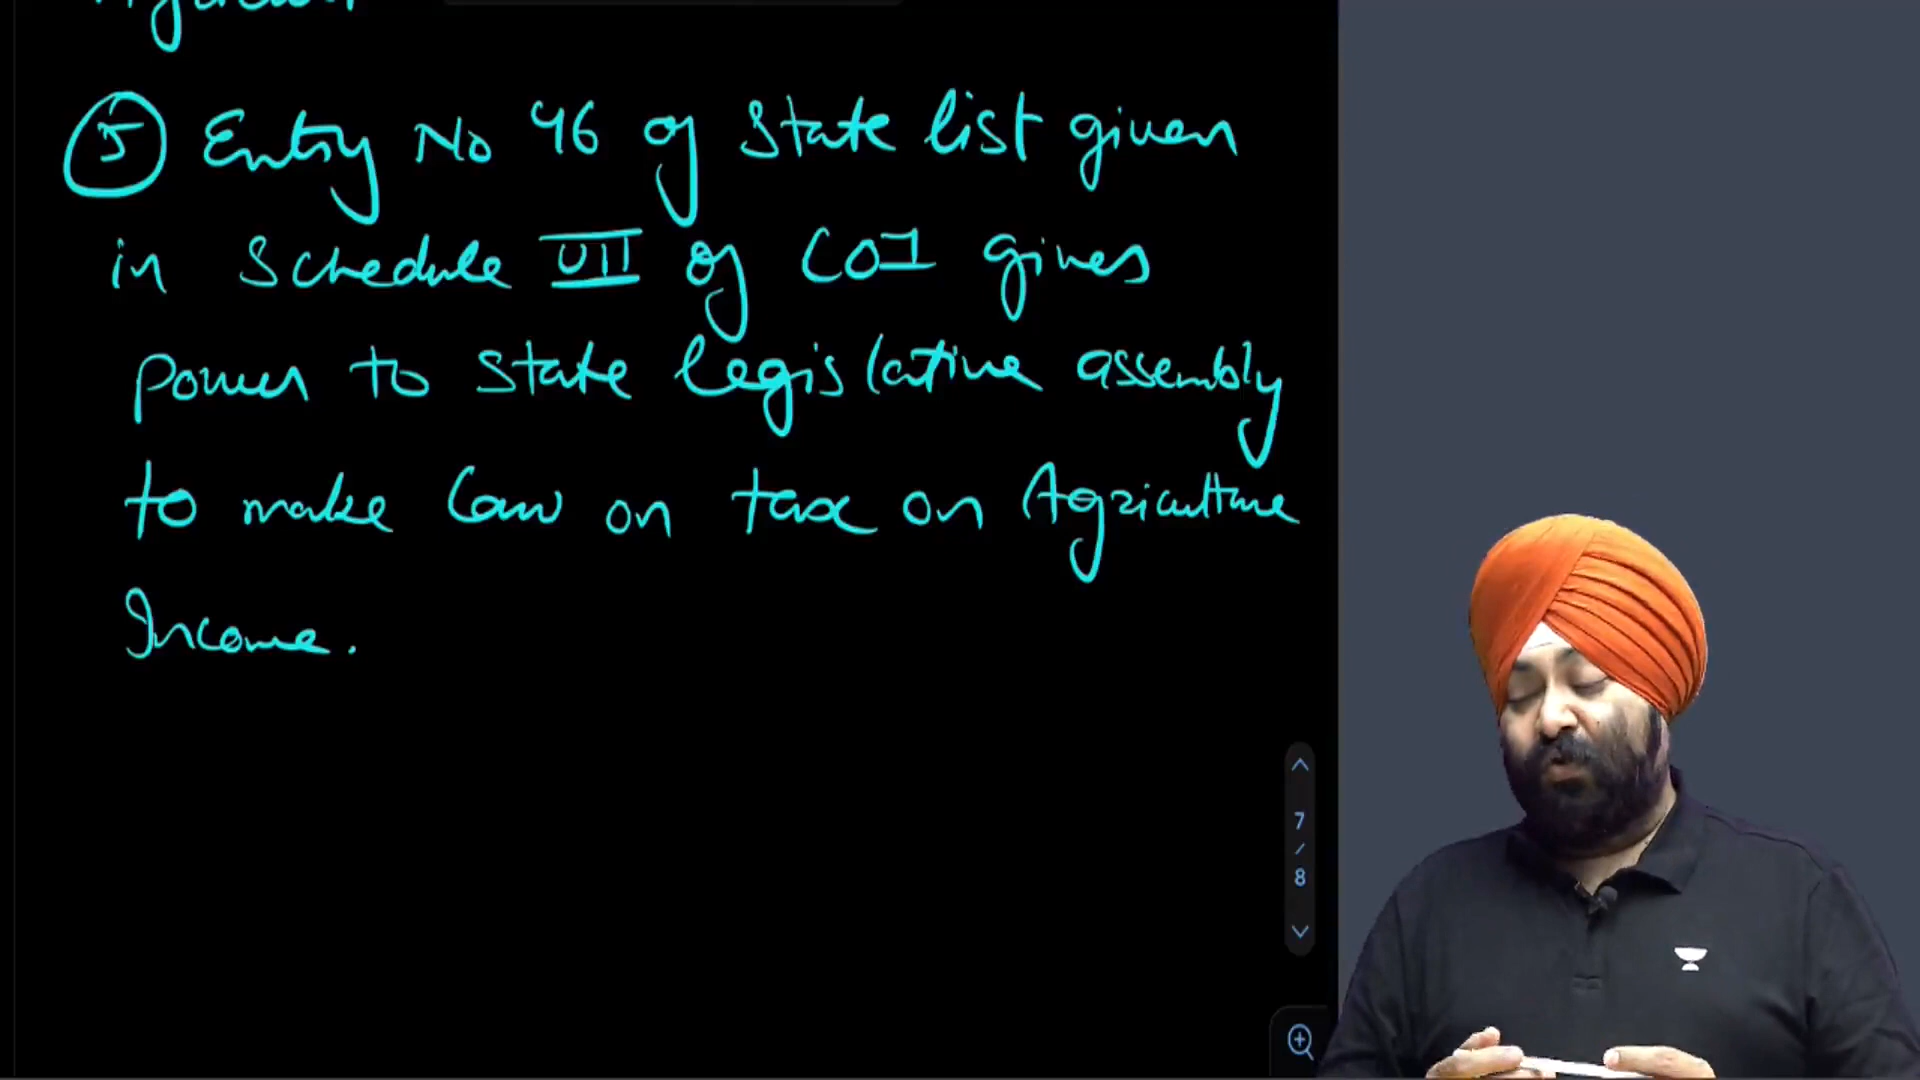 ⑤ Entry No 46 of State list given
in Schedule VII of COI gives
power to state legislative assembly
to make law on tax on Agriculture
Income.
7
/
8